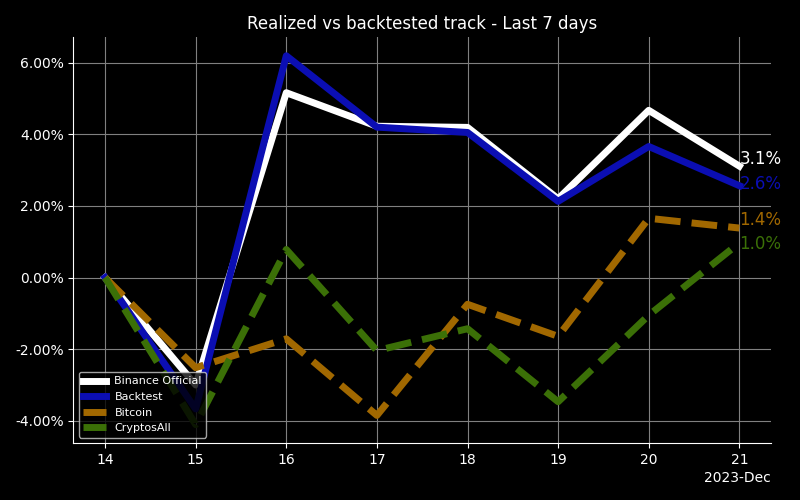 Realized vs backtested track - Last 7 days
6.00%
4.00%
2.00%
0.00%
-2.00%
-4.00%
3.1%
2.6%
1.4%
1.0%
Binance Official
Backtest
Bitcoin
CryptosAll
14 15 16 17 18 19 20 21
2023-Dec